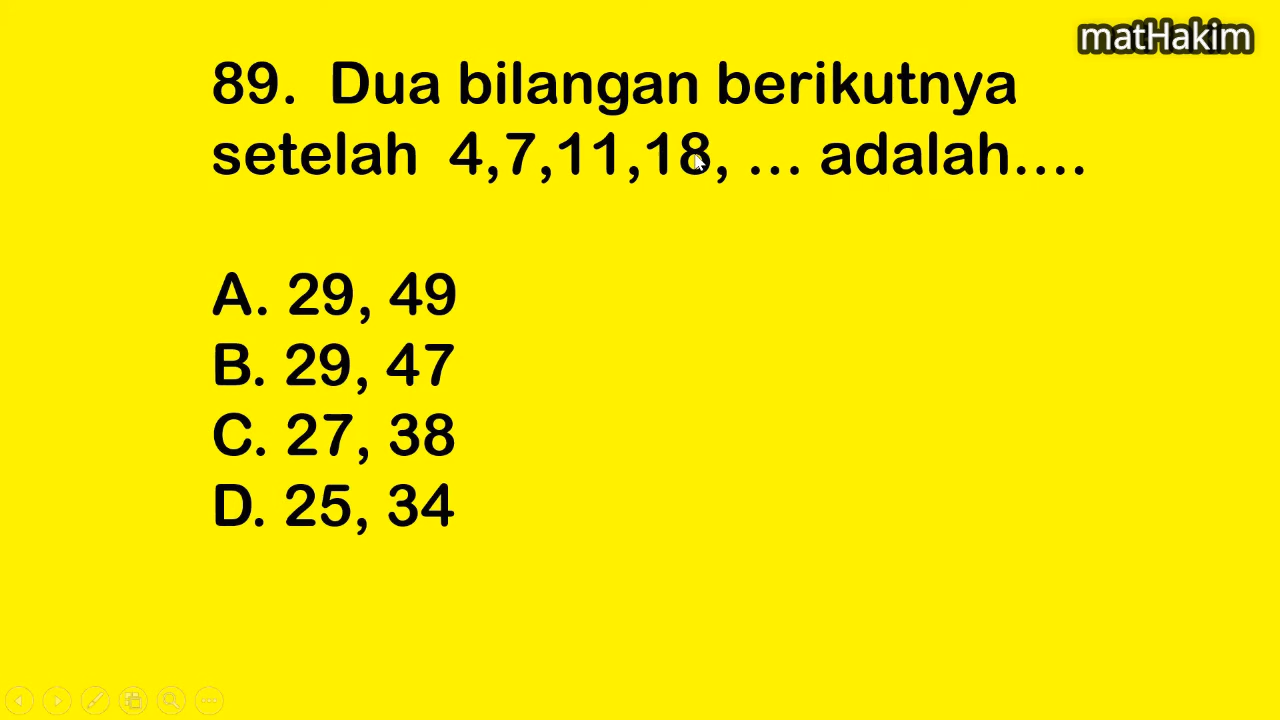 matHakim
89. Dua bilangan berikutnya
setelah 4,7,11,18, ... adalah....
A. 29, 49
B. 29, 47
C. 27, 38
D. 25, 34